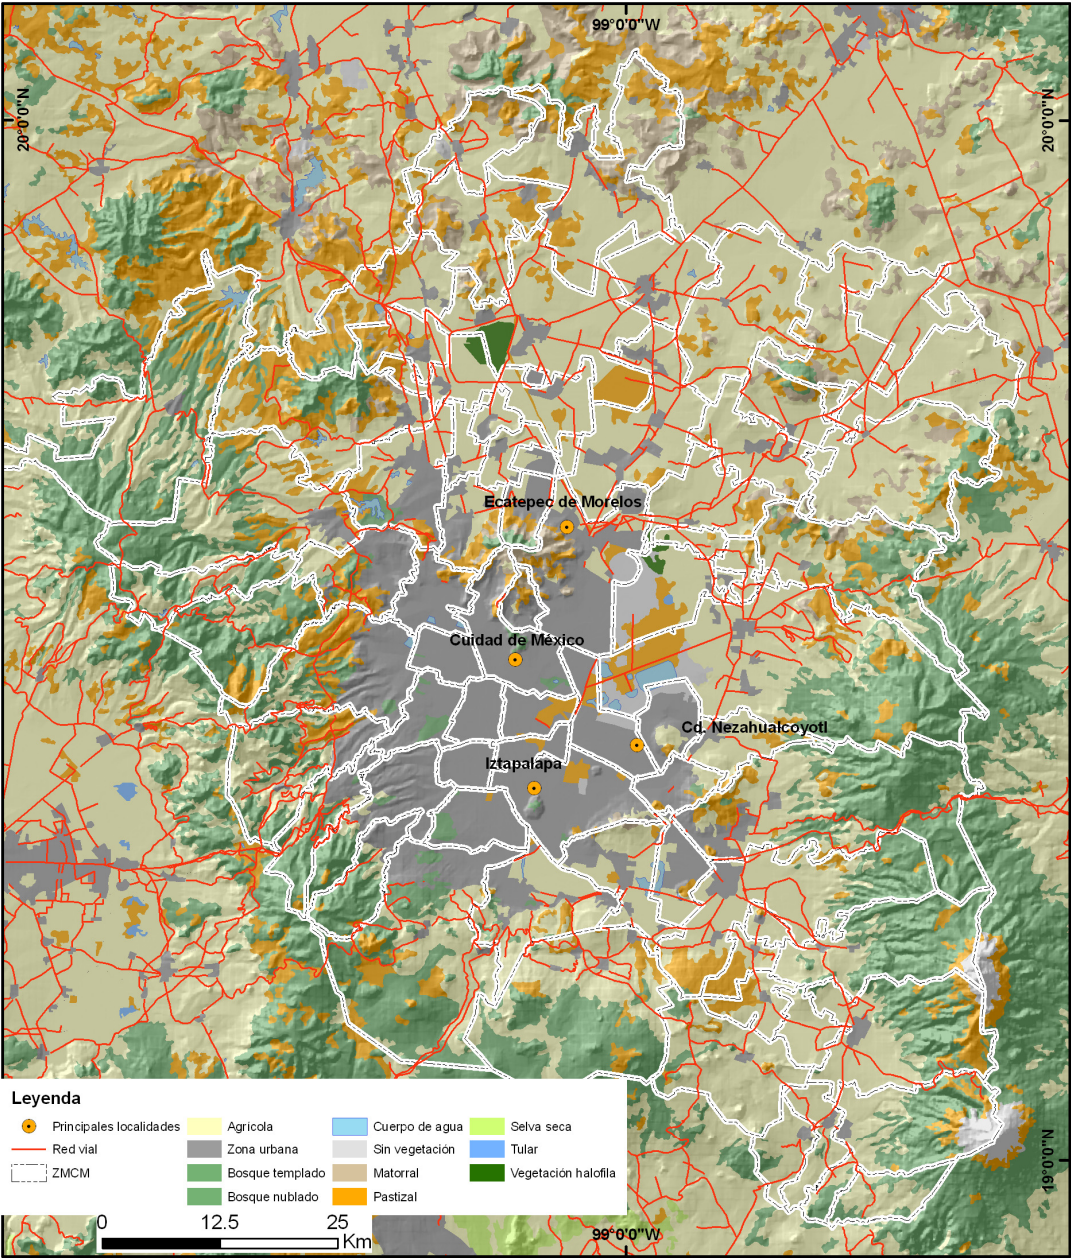 99°0'0"W
20°0'0"N
20°0'0"N
Ecatepec de Morelos
Cuidad de México
Cd. Nezahualcoyotl
Iztapalapa
19°0'0"N
Leyenda
Principales localidades
Red vial
ZMCM
Agricola
Zona urbana
Bosque templado
Bosque nublado
Cuerpo de agua
Sin vegetación
Matorral
Pastizal
Selva seca
Tular
Vegetación halofila
0 12.5 25
Km
99°0'0"W